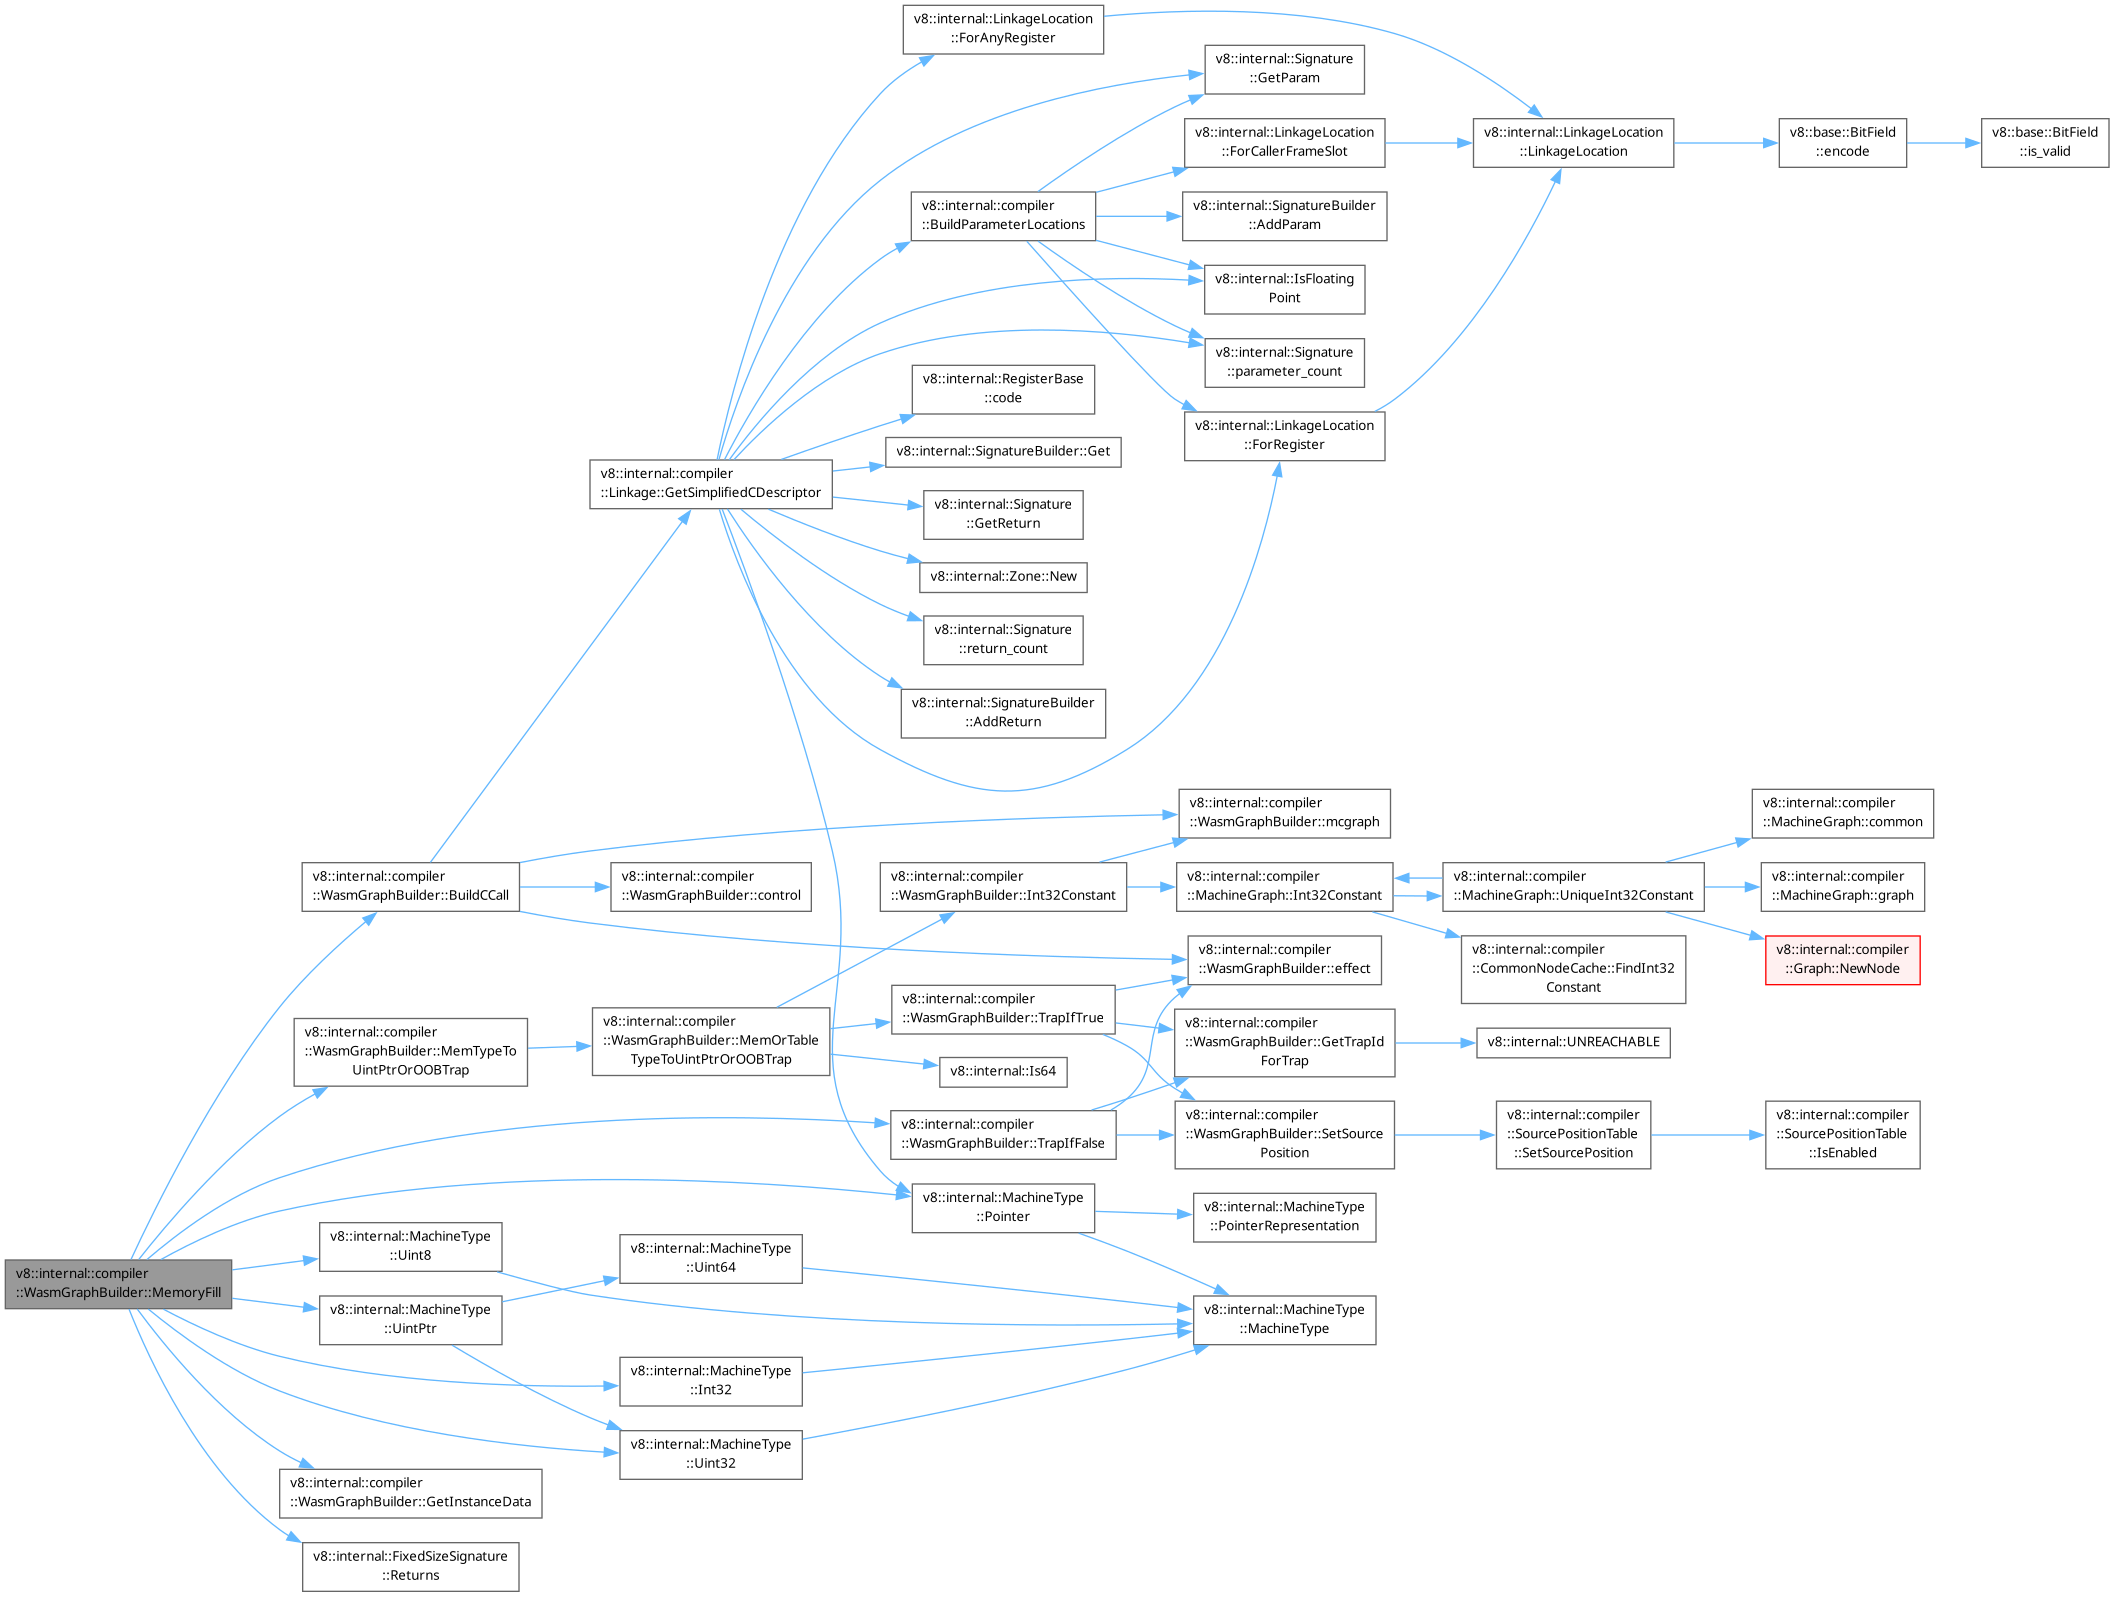 v8::internal::LinkageLocation
::ForAnyRegister
v8::internal::Signature
::GetParam
v8::internal::LinkageLocation
::ForCallerFrameSlot
v8::internal::LinkageLocation
::LinkageLocation
v8::base::BitField
::encode
v8::base::BitField
::is_valid
v8::internal::compiler
::BuildParameterLocations
v8::internal::SignatureBuilder
::AddParam
v8::internal::IsFloating
Point
v8::internal::Signature
::parameter_count
v8::internal::RegisterBase
::code
v8::internal::LinkageLocation
::ForRegister
v8::internal::SignatureBuilder::Get
v8::internal::compiler
::Linkage::GetSimplifiedCDescriptor
v8::internal::Signature
::GetReturn
v8::internal::Zone::New
v8::internal::Signature
::return_count
v8::internal::SignatureBuilder
::AddReturn
v8::internal::compiler
::WasmGraphBuilder::mcgraph
v8::internal::compiler
::MachineGraph::common
v8::internal::compiler
::WasmGraphBuilder::BuildCCall
v8::internal::compiler
::WasmGraphBuilder::control
v8::internal::compiler
::WasmGraphBuilder::Int32Constant
v8::internal::compiler
::MachineGraph::Int32Constant
v8::internal::compiler
::MachineGraph::UniqueInt32Constant
v8::internal::compiler
::MachineGraph::graph
v8::internal::compiler
::WasmGraphBuilder::effect
v8::internal::compiler
::CommonNodeCache::FindInt32
Constant
v8::internal::compiler
::Graph::NewNode
v8::internal::compiler
::WasmGraphBuilder::MemTypeTo
UintPtrOrOOBTrap
v8::internal::compiler
::WasmGraphBuilder::MemOrTable
TypeToUintPtrOrOOBTrap
v8::internal::compiler
::WasmGraphBuilder::TrapIfTrue
v8::internal::compiler
::WasmGraphBuilder::GetTrapId
ForTrap
v8::internal::UNREACHABLE
v8::internal::Is64
v8::internal::compiler
::WasmGraphBuilder::TrapIfFalse
v8::internal::compiler
::WasmGraphBuilder::SetSource
Position
v8::internal::compiler
::SourcePositionTable
::SetSourcePosition
v8::internal::compiler
::SourcePositionTable
::IsEnabled
v8::internal::MachineType
::Pointer
v8::internal::MachineType
::PointerRepresentation
v8::internal::MachineType
::Uint8
v8::internal::MachineType
::Uint64
v8::internal::compiler
::WasmGraphBuilder::MemoryFill
v8::internal::MachineType
::UintPtr
v8::internal::MachineType
::MachineType
v8::internal::MachineType
::Int32
v8::internal::MachineType
::Uint32
v8::internal::compiler
::WasmGraphBuilder::GetInstanceData
v8::internal::FixedSizeSignature
::Returns